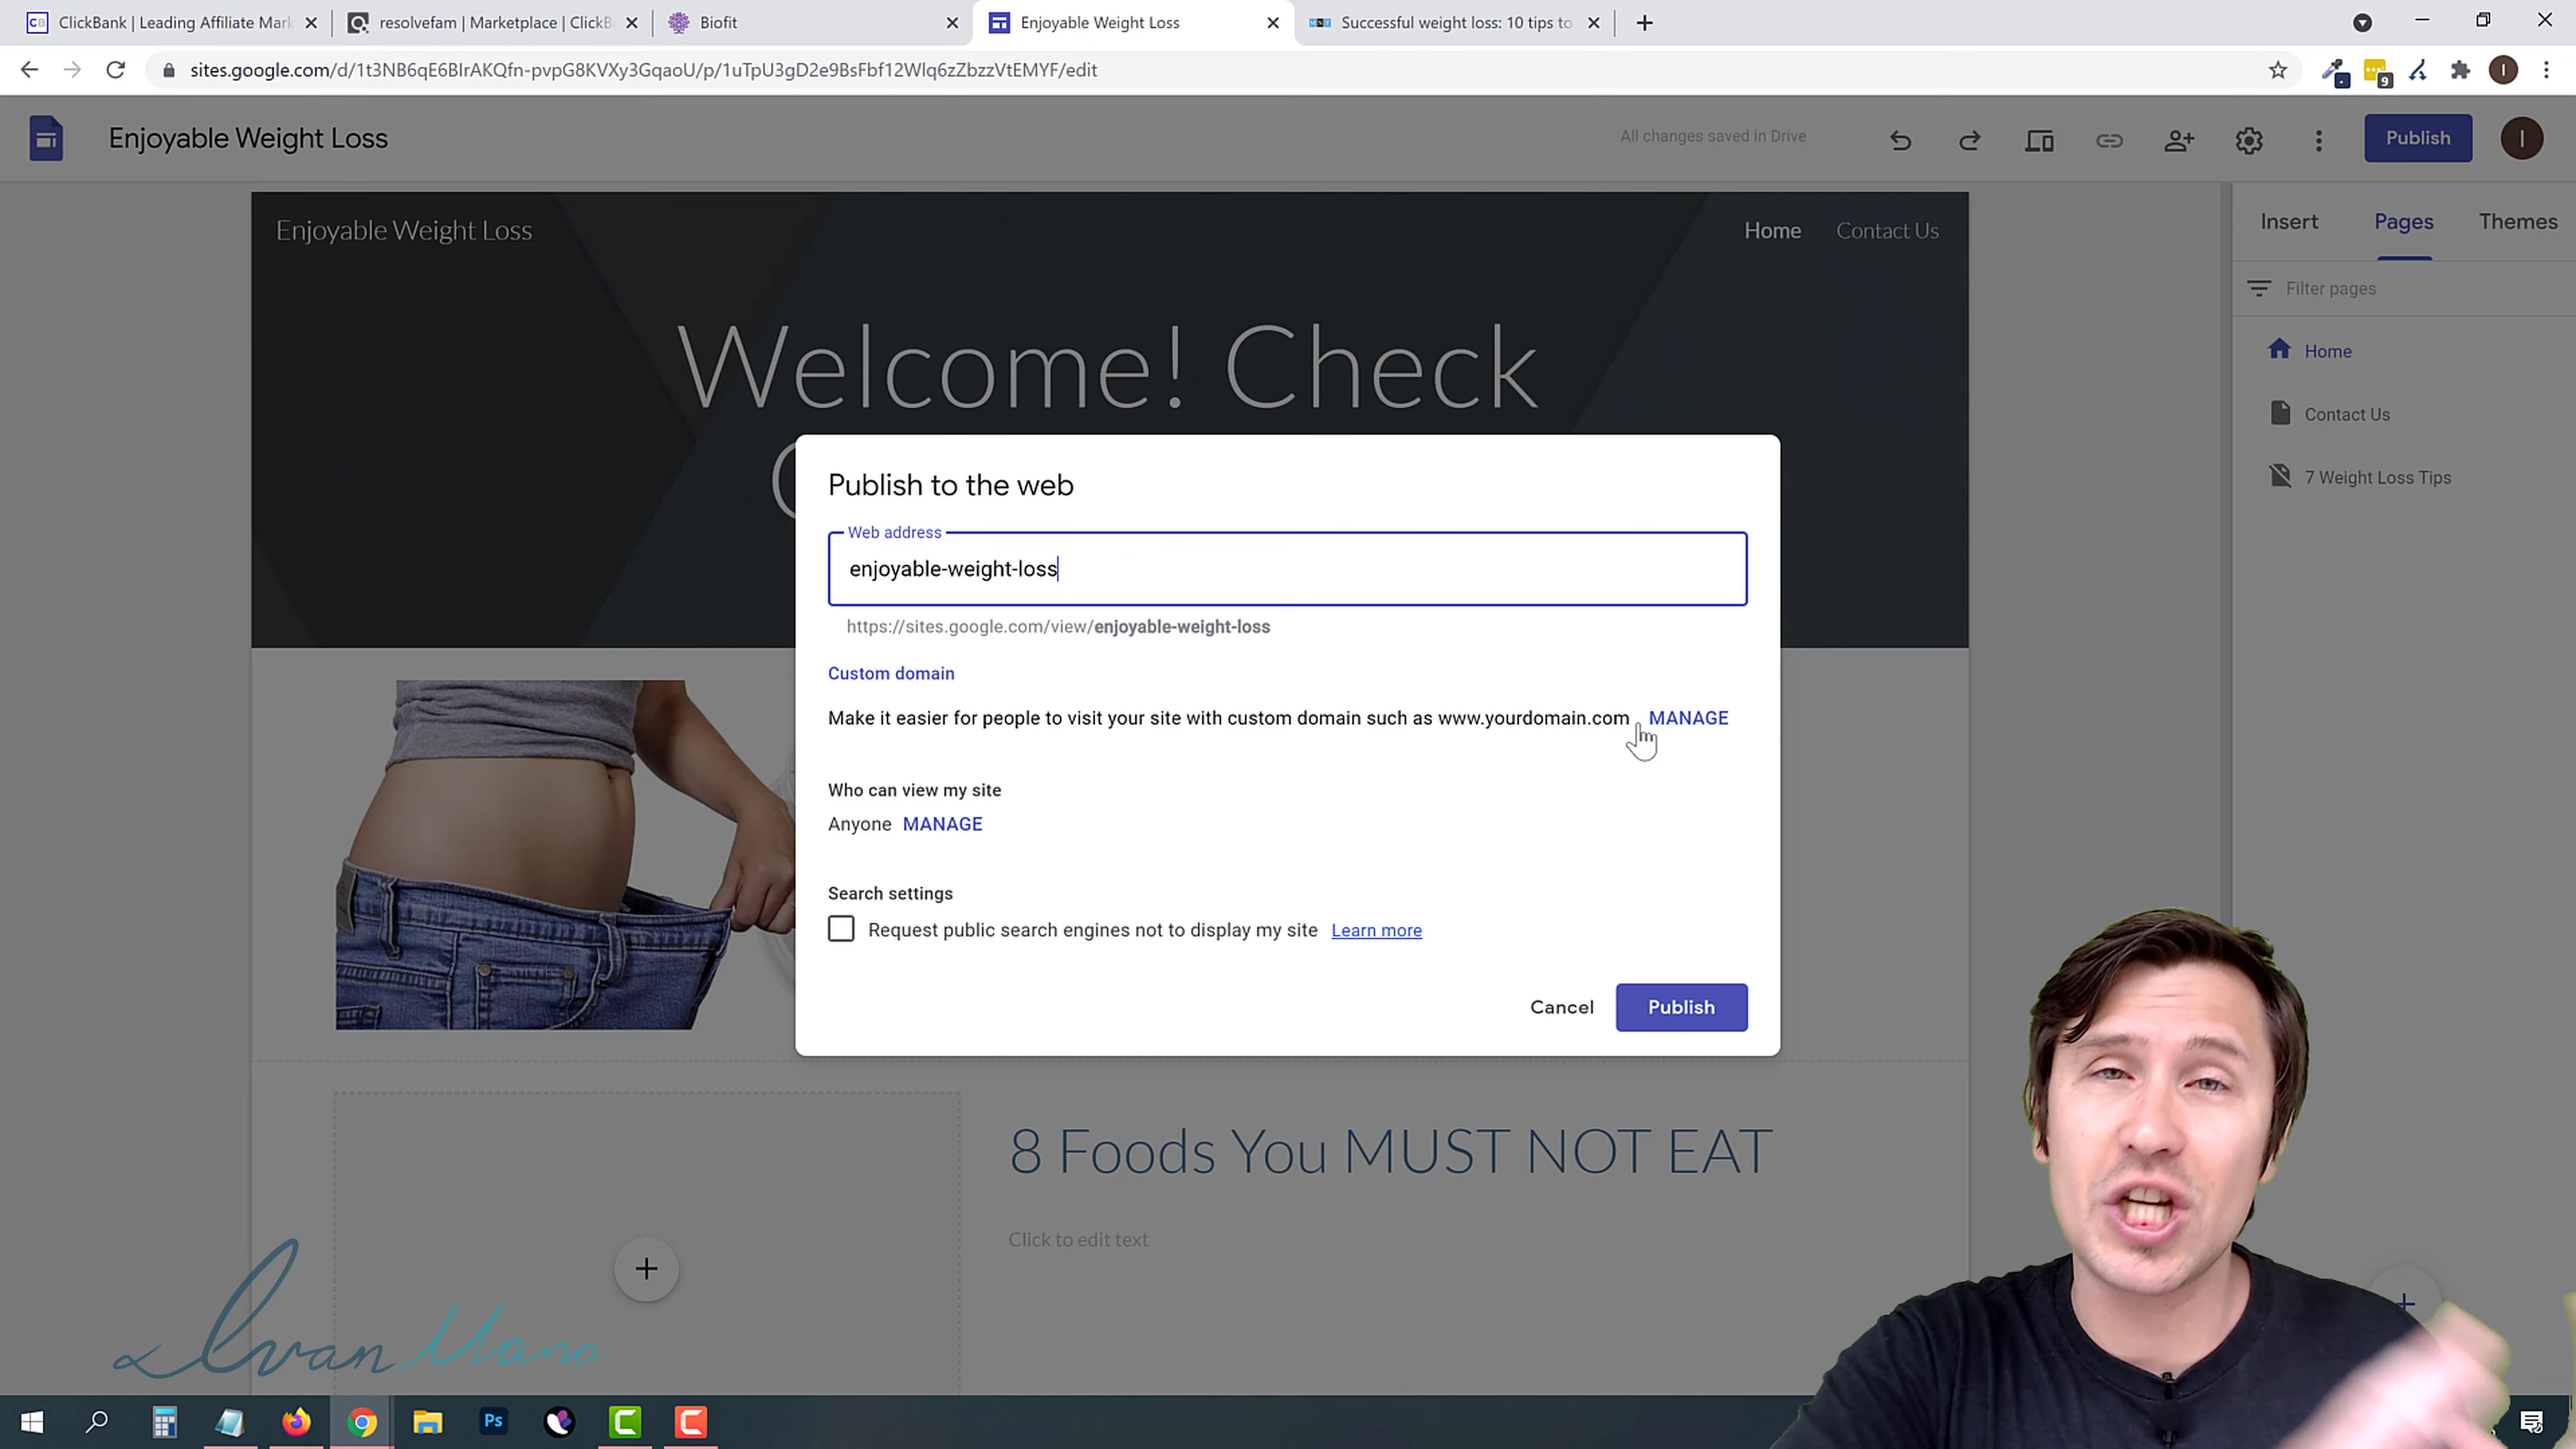 ClickBank | Leading Affiliate Mark
resolvefam | Marketplace | ClickB
Biofit
Enjoyable Weight Loss
Successful weight loss: 10 tips to
sites.google.com/d/1t3NB6qE6BIrAKQfn-pvpG8KVXy3GqaoU/p/1uTpU3gD2e9BsFbf12Wlq6zZbzzVtEMYF/edit
9
I
Enjoyable Weight Loss
All changes saved in Drive
Publish
I
Enjoyable Weight Loss
Home
Contact Us
Insert
Pages
Themes
Filter pages
Home
Contact Us
7 Weight Loss Tips
Welcome! Check
Publish to the web
Web address
enjoyable-weight-loss
https://sites.google.com/view/enjoyable-weight-loss
Custom domain
Make it easier for people to visit your site with custom domain such as www.yourdomain.com MANAGE
Who can view my site
Anyone MANAGE
Search settings
Request public search engines not to display my site Learn more
Cancel
Publish
8 Foods You MUST NOT EAT
Click to edit text
Ivan Mana
Ps